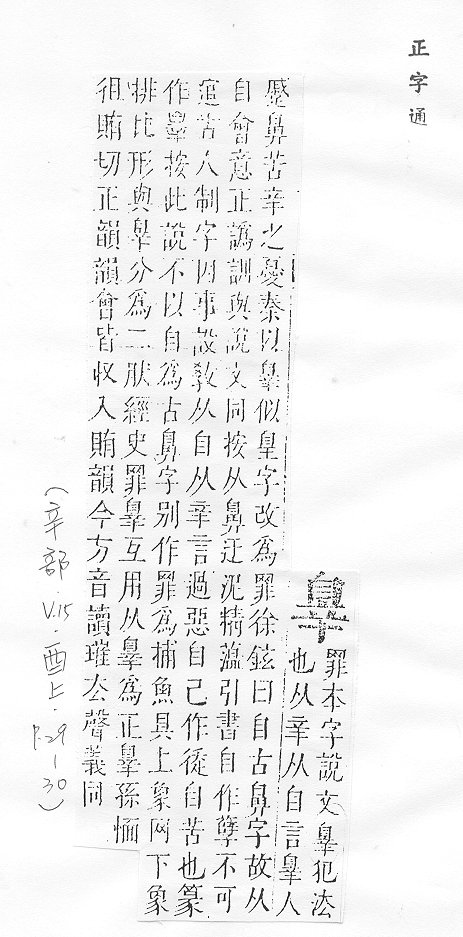 正字通
辠
罪本字說文辠犯㳒
也从辛从自言辠人
蹙鼻苦辛之憂秦以辠似皇字改爲罪徐鉉曰自古鼻字故从
自會意正譌訓與說文同按从鼻迂泥精薀引書自作孽不可
逭古人制字因事設敎从自从辛言過惡自己作從自苦也篆
作辠按此說不以自爲古鼻字別作罪爲捕魚具上象网下象
排比形與辠分爲二肰經史罪辠互用从辠爲正辠孫愐
徂賄切正韻韻會皆收入賄韻今方音讀璀厺聲義同
(辛部．V.15．酉上．P.29-30)